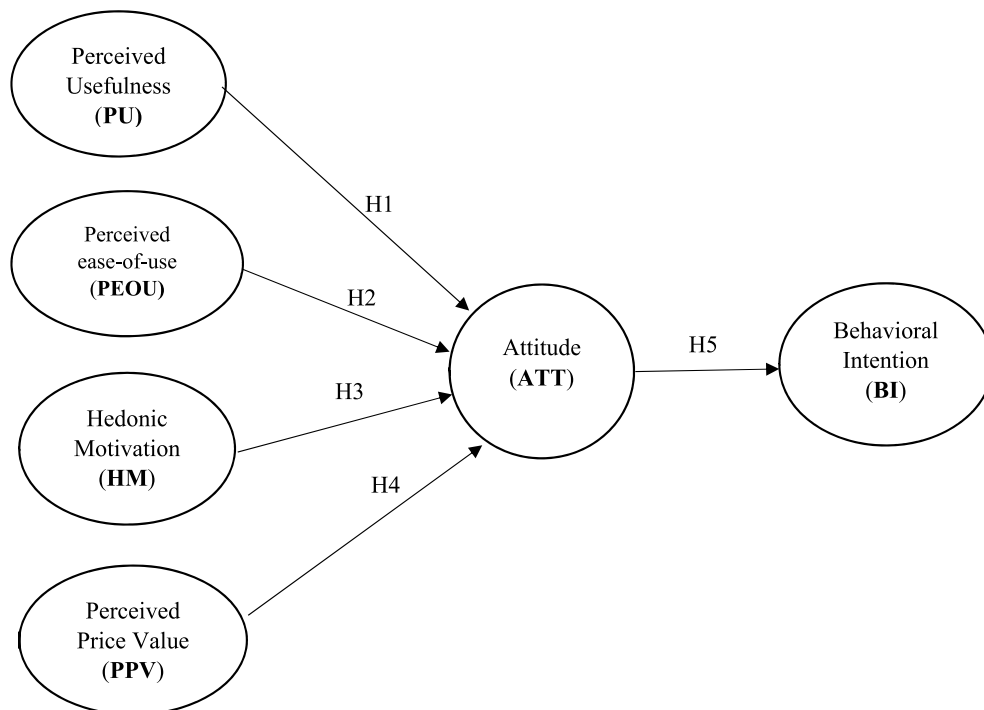 Perceived
Usefulness
(PU)
H1
Perceived
ease-of-use
(PEOU)
H2
Attitude
(ATT)
H5
Behavioral
Intention
(BI)
Hedonic
Motivation
(HM)
H3
H4
Perceived
Price Value
(PPV)